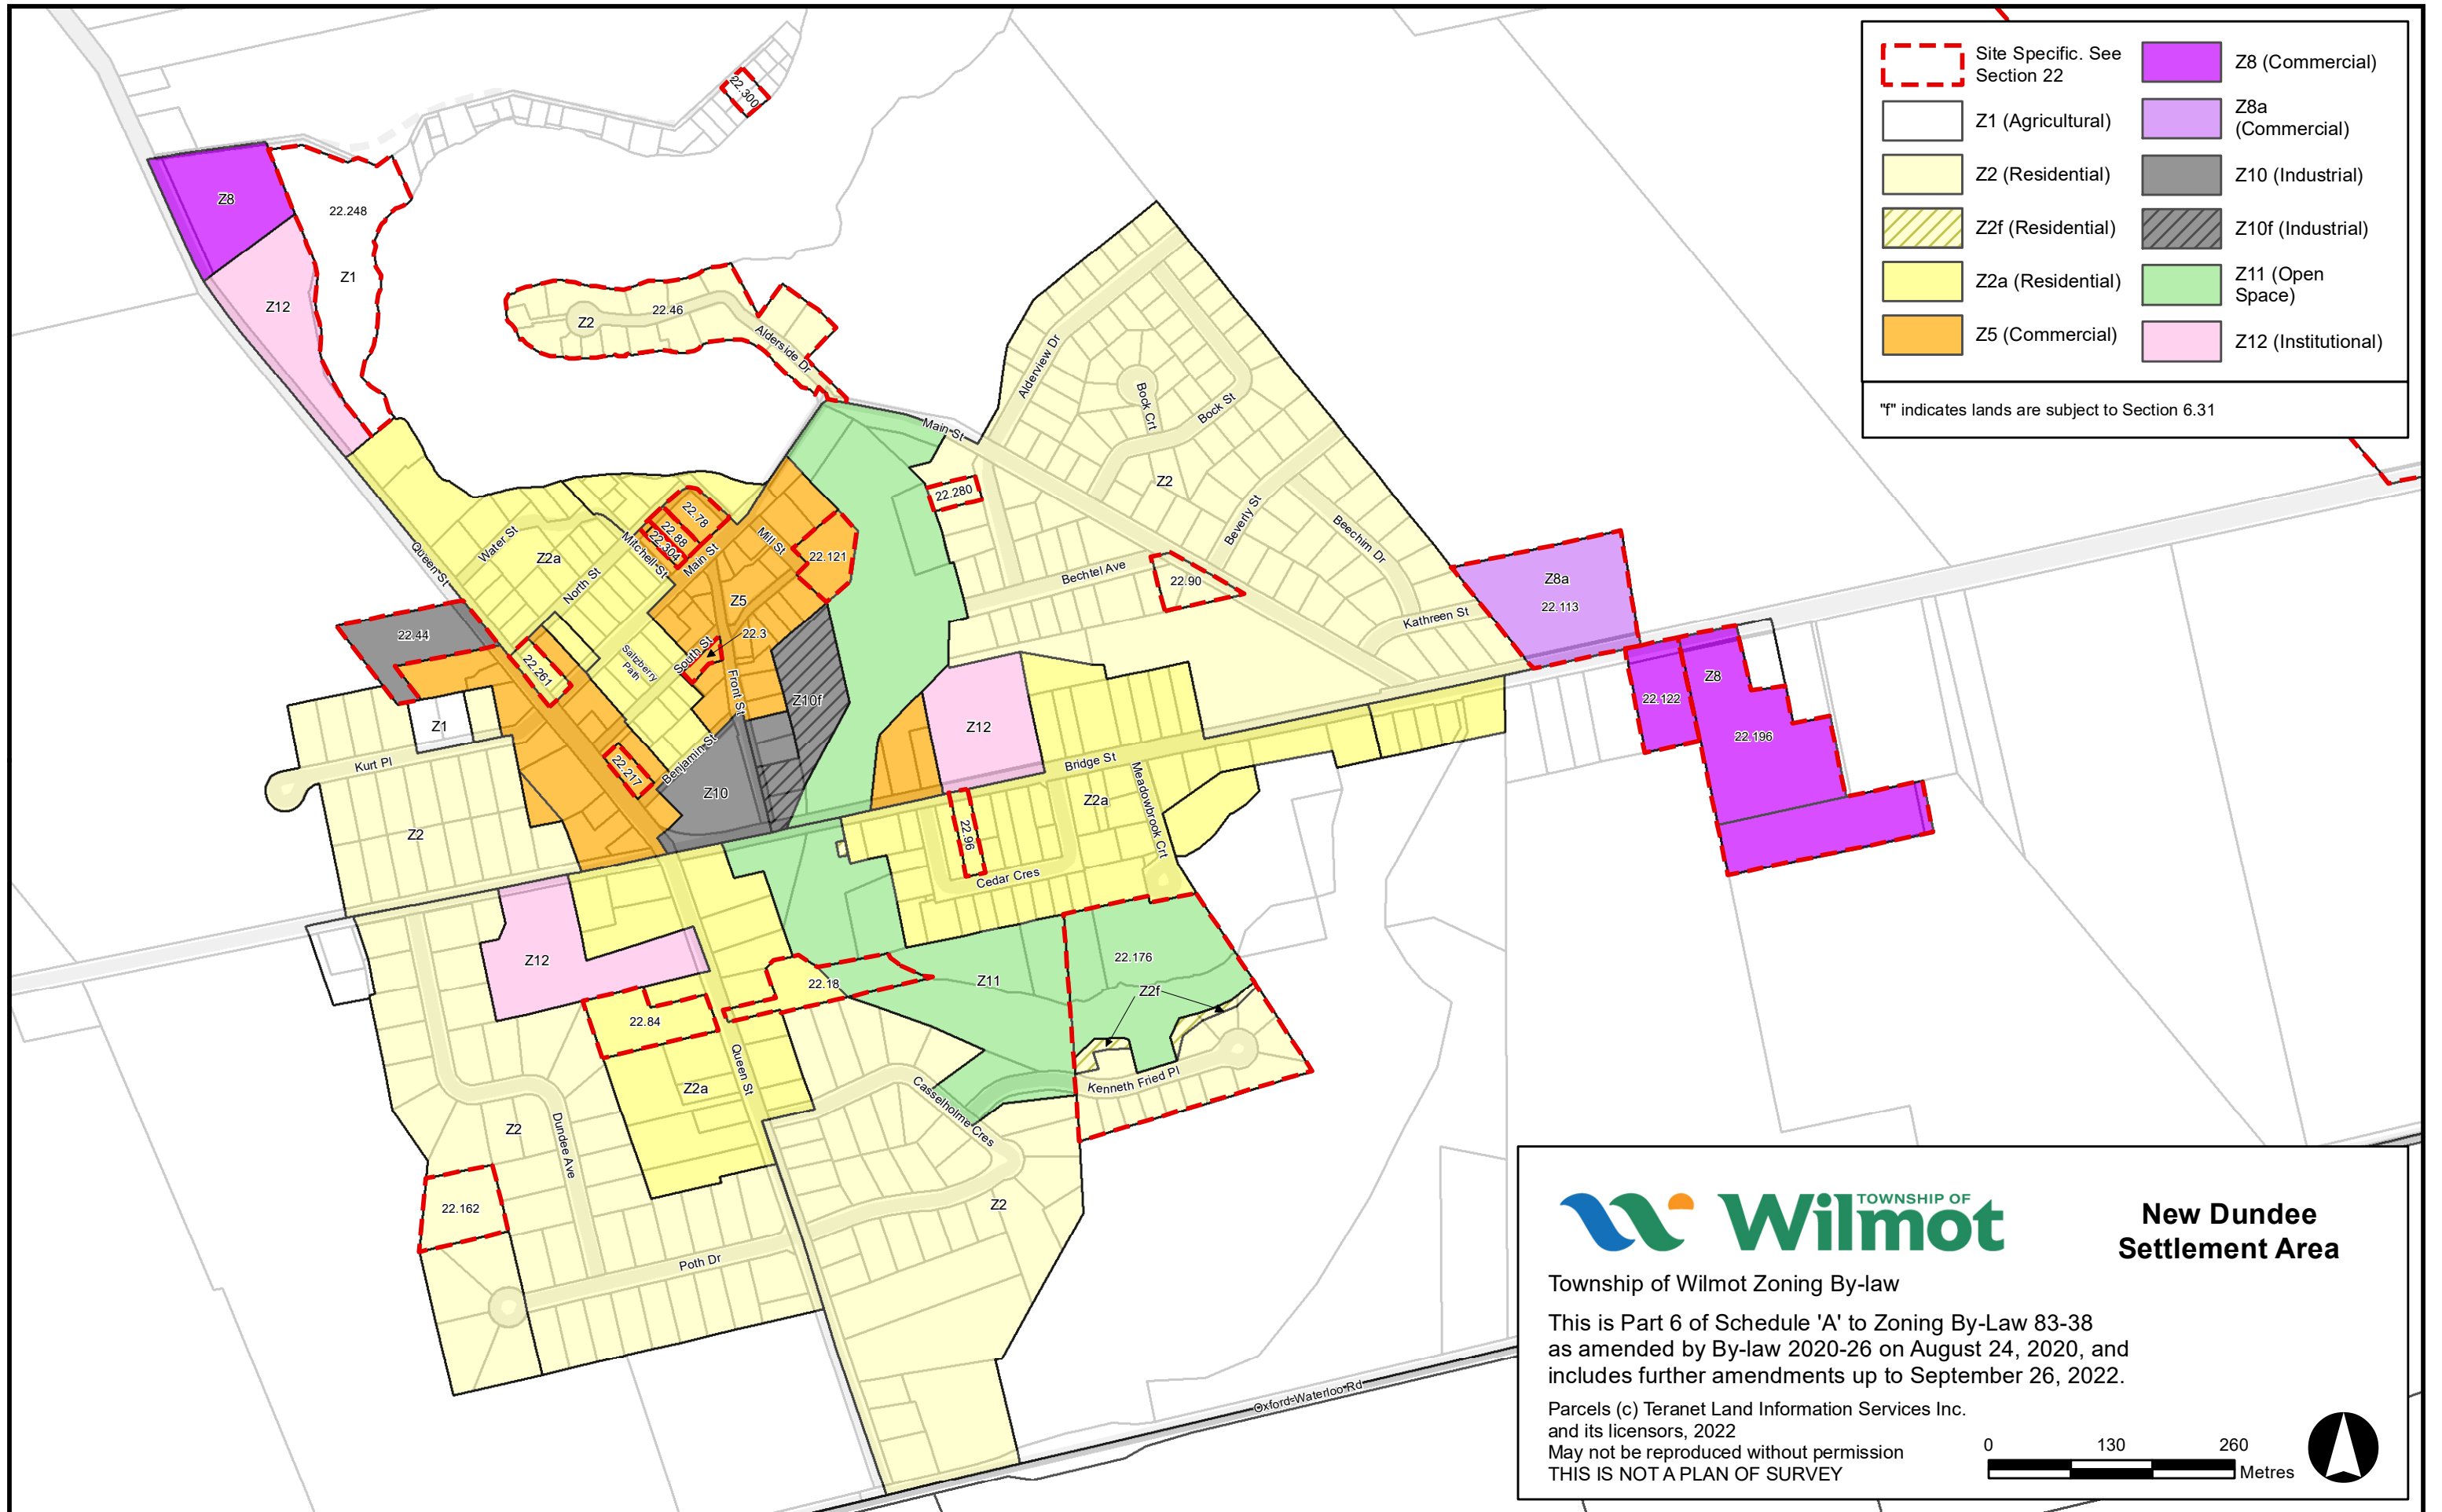 Site Specific. See
Section 22
Z1 (Agricultural)
Z2 (Residential)
Z2f (Residential)
Z2a (Residential)
Z5 (Commercial)
Z8 (Commercial)
Z8a
(Commercial)
Z10 (Industrial)
Z10f (Industrial)
Z11 (Open
Space)
Z12 (Institutional)
"f" indicates lands are subject to Section 6.31
22.300
Z8
22.248
Z1
Z12
Z2
22.46
Alderside Dr
Main St
Alderview Dr
Bock Crt
Bock St
Z2
Beverly St
Beechim Dr
22.280
Bechtel Ave
22.90
Kathreen St
Queen St
Water St
Z2a
North St
Mitchell St
22.78
22.88
22.304
Main St
Mill St
22.121
Z5
22.3
South St
Saltzberry
Path
Front St
Z10f
22.44
22.261
Z1
Kurt Pl
Z2
22.217
Benjamin St
Z10
Z12
Bridge St
Z2a
Meadowbrook Crt
22.96
Cedar Cres
Z8a
22.113
22.122
Z8
22.196
Z12
22.18
22.84
Z2a
Queen St
Z11
22.176
Z2f
Kenneth Fried Pl
Casselholme Cres
Z2
Z2
Dundee Ave
22.162
Poth Dr
Oxford-Waterloo Rd
TOWNSHIP OF
Wilmot
New Dundee
Settlement Area
Township of Wilmot Zoning By-law
This is Part 6 of Schedule 'A' to Zoning By-Law 83-38
as amended by By-law 2020-26 on August 24, 2020, and
includes further amendments up to September 26, 2022.
Parcels (c) Teranet Land Information Services Inc.
and its licensors, 2022
May not be reproduced without permission
THIS IS NOT A PLAN OF SURVEY
0 130 260
Metres